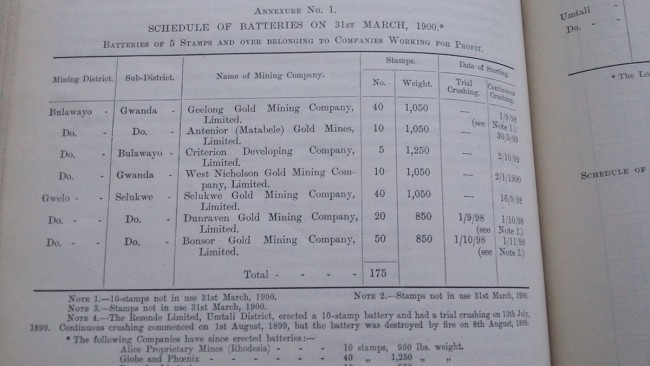 Annexure No. 1.
SCHEDULE OF BATTERIES ON 31st MARCH, 1900.*
Batteries of 5 Stamps and over belonging to Companies Working for Profit.
Mining District. Sub-District. Name of Mining Company. Stamps. Date of Starting.
No. Weight. Trial Crushing. Continuous Crushing.
Bulawayo - Gwanda - Geelong Gold Mining Company, Limited. 40 1,050 — 1/9/98
(see Note 1.)
Do. Do. - Antenior (Matabele) Gold Mines, Limited. 10 1,050 — 30/5/99
Do. Bulawayo - Criterion Developing Company, Limited. 5 1,250 — 2/10/99
Do. Gwanda - West Nicholson Gold Mining Company, Limited. 10 1,050 — 2/1/1900
Gwelo - Selukwe - Selukwe Gold Mining Company, Limited. 40 1,050 — 16/9/98
Do. - - Do. - Dunraven Gold Mining Company, Limited. 20 850 1/9/98 1/10/98
(see Note 2.)
Do. - - Do. - Bonsor Gold Mining Company, Limited. 50 850 1/10/98 1/11/98
(see Note 3.)
Total - - - - 175
Note 1.—10-stamps not in use 31st March, 1900. Note 2.—Stamps not in use 31st March, 1900.
Note 3.—Stamps not in use 31st March, 1900.
Note 4.—The Resende Limited, Umtali District, erected a 10-stamp battery and had a trial crushing on 13th July,
1899. Continuous crushing commenced on 1st August, 1899, but the battery was destroyed by fire on 8th August, 1899.
* The following Companies have since erected batteries:—
Alice Proprietary Mines (Rhodesia) - - - 10 stamps, 950 lbs. weight.
Globe and Phœnix - - - - - 40 „ 1,250 „ „
Umtali -
Do. -
* The Lo
Schedule of